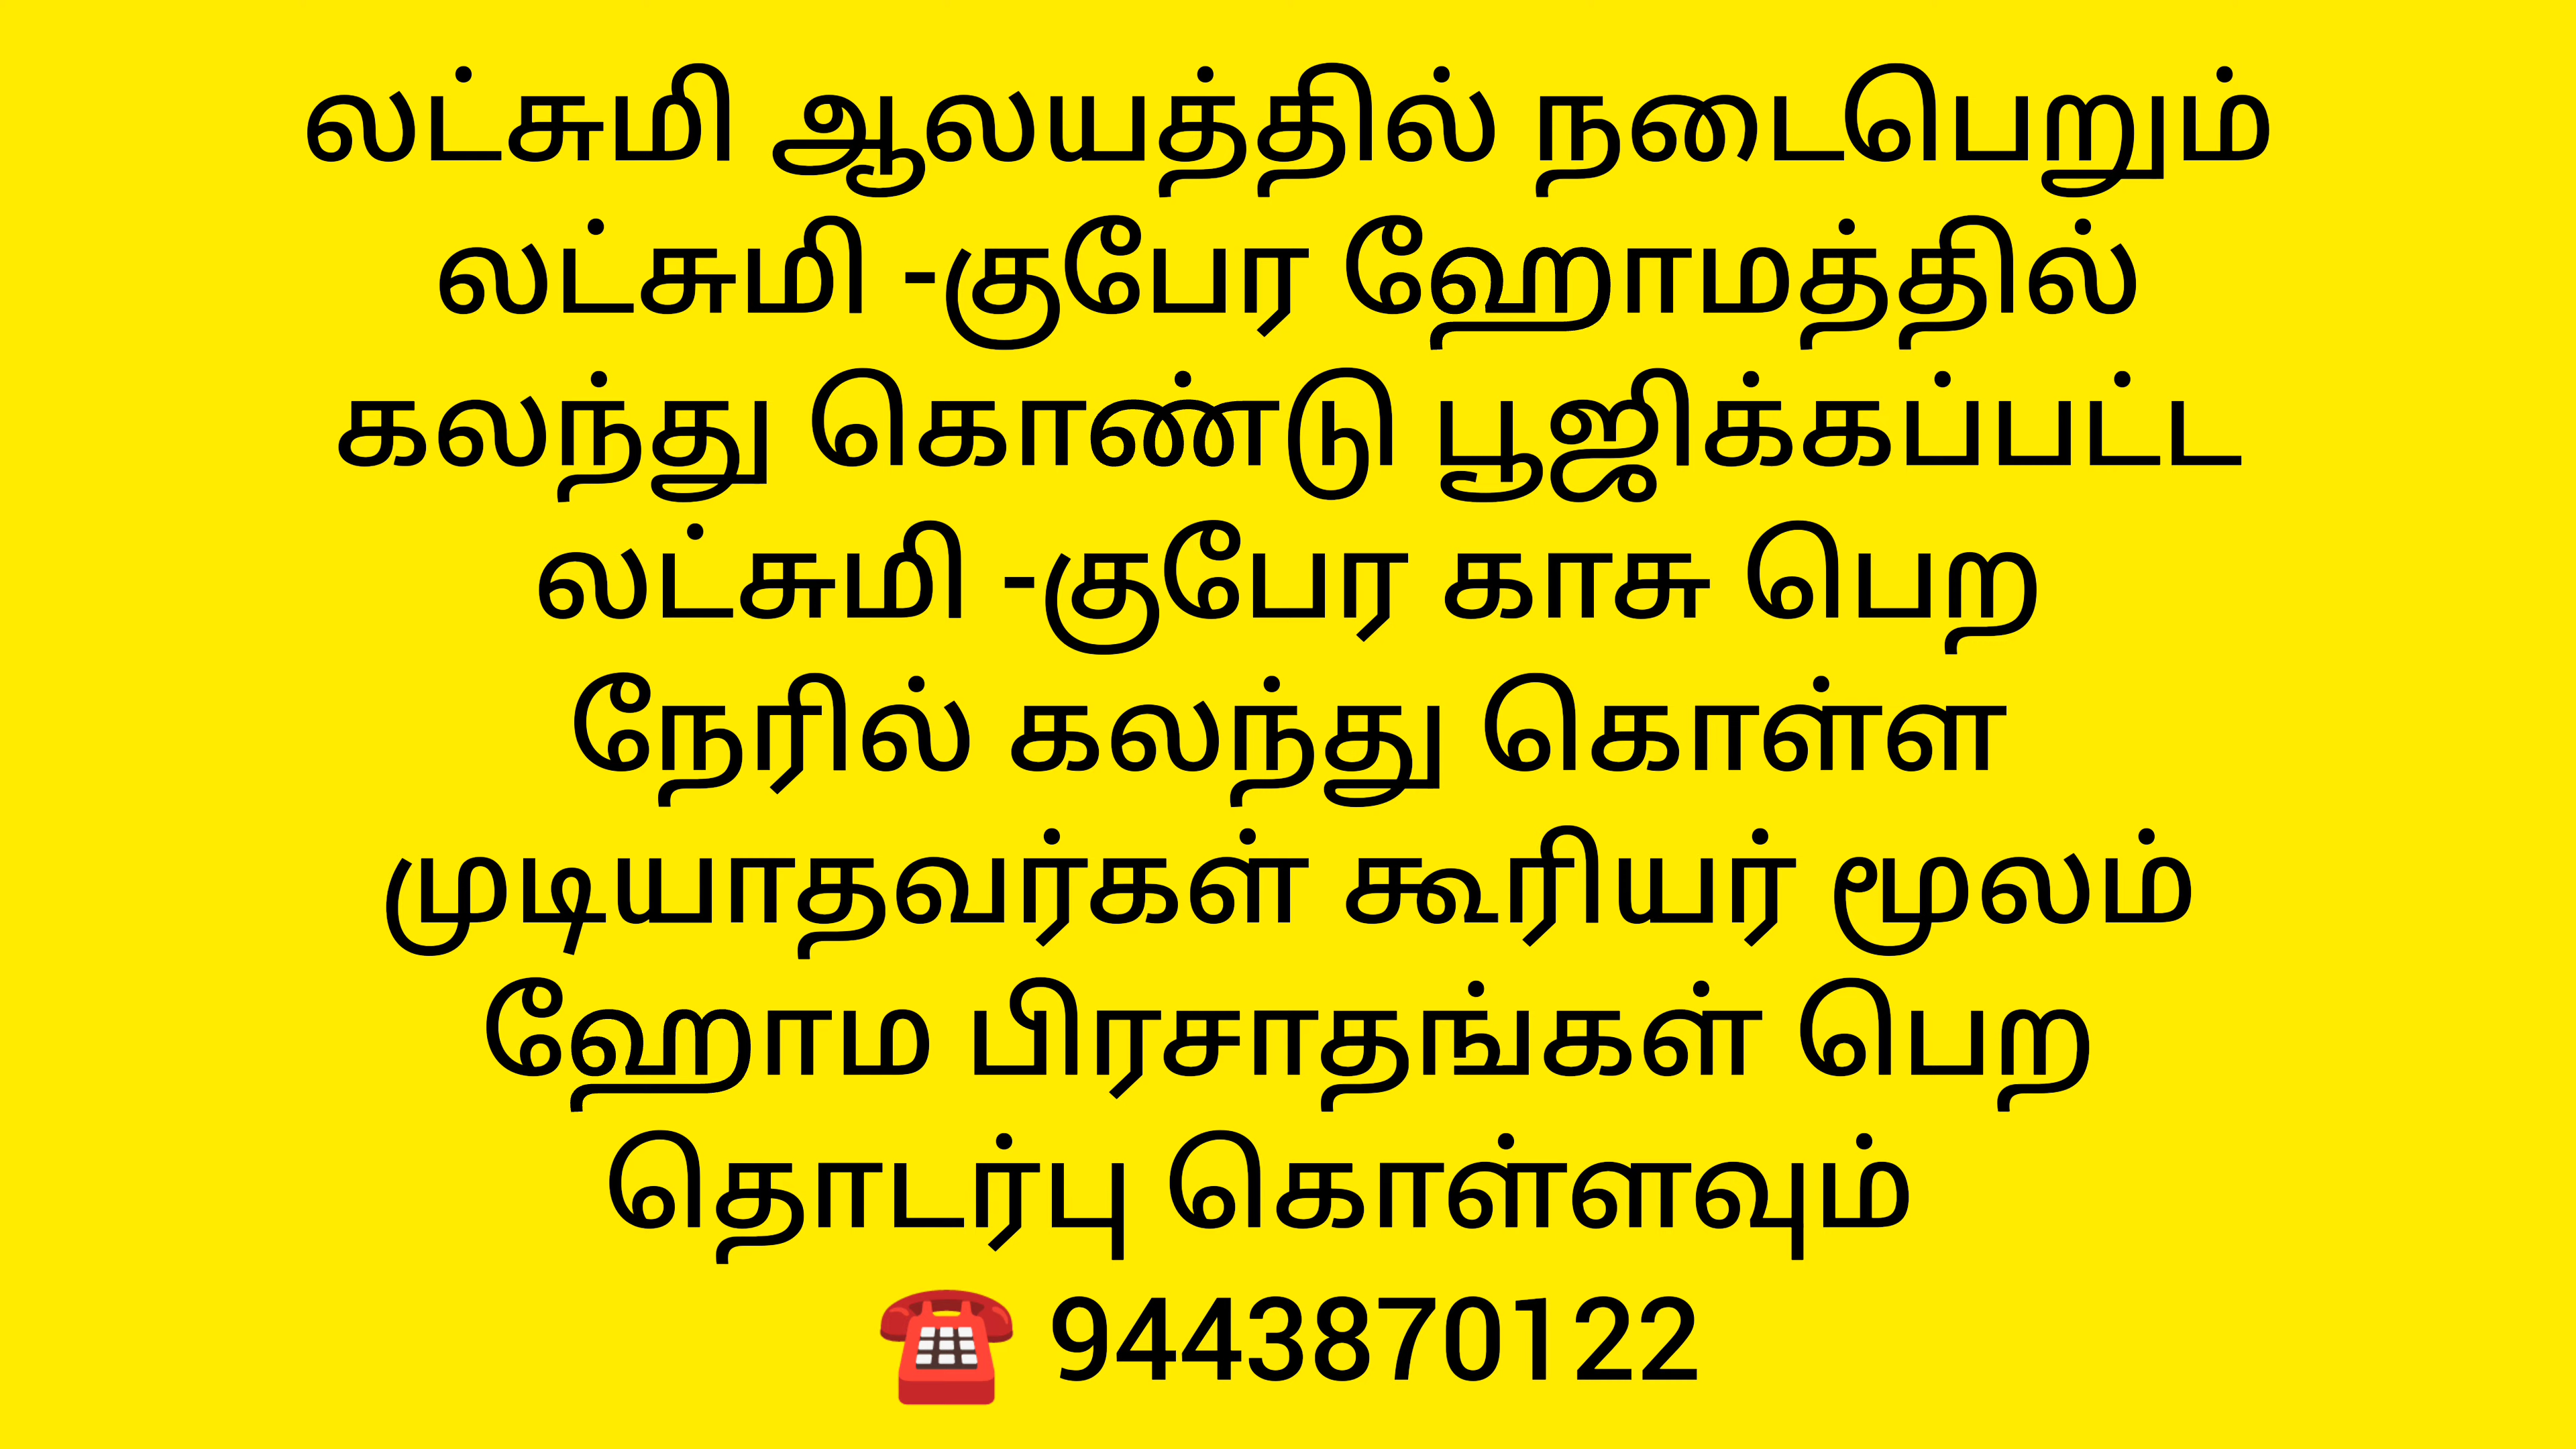 லட்சுமி ஆலயத்தில் நடைபெறும்
லட்சுமி -குபேர ஹோமத்தில்
கலந்து கொண்டு பூஜிக்கப்பட்ட
லட்சுமி -குபேர காசு பெற
நேரில் கலந்து கொள்ள
முடியாதவர்கள் கூரியர் மூலம்
ஹோம பிரசாதங்கள் பெற
தொடர்பு கொள்ளவும்
☎️ 9443870122